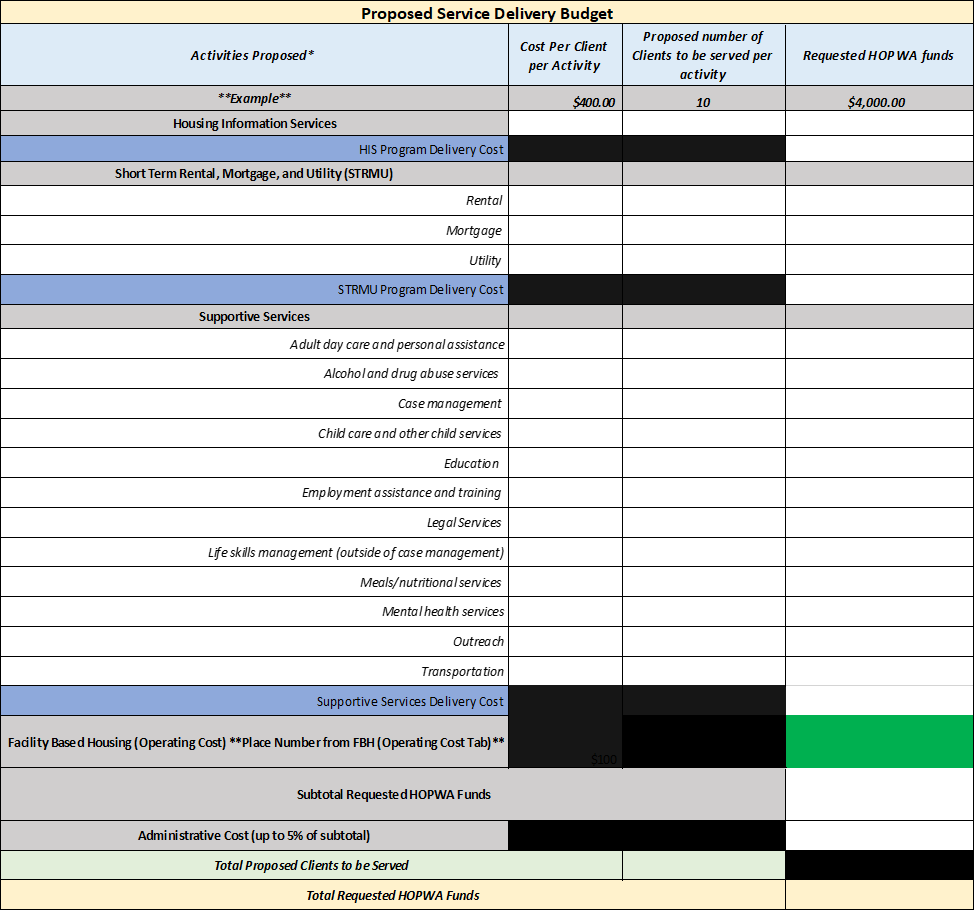 Proposed Service Delivery Budget
Activities Proposed*
Cost Per Client
per Activity
Proposed number of
Clients to be served per
activity
Requested HOPWA funds
**Example** $400.00 10 $4,000.00
Housing Information Services
HIS Program Delivery Cost
Short Term Rental, Mortgage, and Utility (STRMU)
Rental
Mortgage
Utility
STRMU Program Delivery Cost
Supportive Services
Adult day care and personal assistance
Alcohol and drug abuse services
Case management
Child care and other child services
Education
Employment assistance and training
Legal Services
Life skills management (outside of case management)
Meals/nutritional services
Mental health services
Outreach
Transportation
Supportive Services Delivery Cost
Facility Based Housing (Operating Cost) **Place Number from FBH (Operating Cost Tab)** $100
Subtotal Requested HOPWA Funds
Administrative Cost (up to 5% of subtotal)
Total Proposed Clients to be Served
Total Requested HOPWA Funds